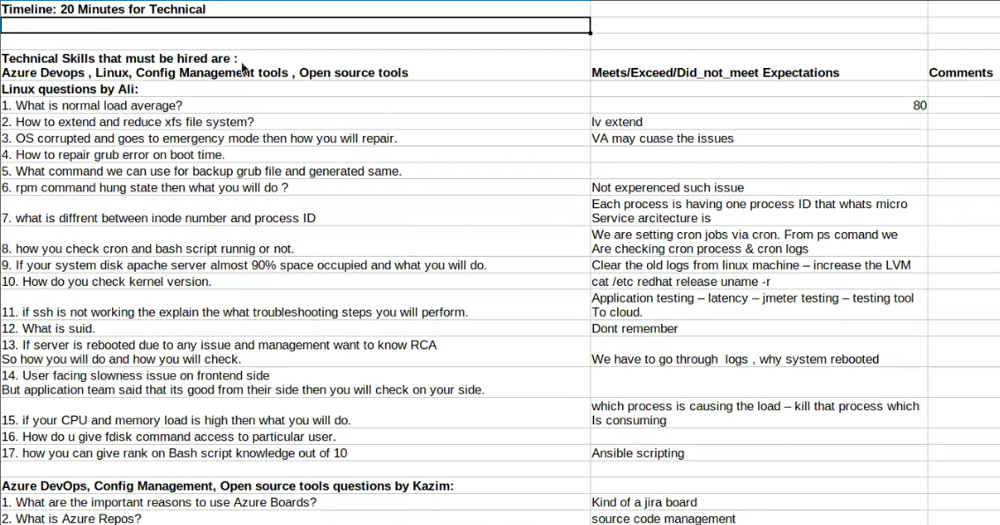 Timeline: 20 Minutes for Technical
Technical Skills that must be hired are :
Azure Devops , Linux, Config Management tools , Open source tools
Meets/Exceed/Did_not_meet Expectations
Comments
Linux questions by Ali:
1. What is normal load average?
80
2. How to extend and reduce xfs file system?
lv extend
3. OS corrupted and goes to emergency mode then how you will repair.
VA may cuase the issues
4. How to repair grub error on boot time.
5. What command we can use for backup grub file and generated same.
6. rpm command hung state then what you will do ?
Not experenced such issue
7. what is diffrent between inode number and process ID
Each process is having one process ID that whats micro
Service arcitecture is
8. how you check cron and bash script runnig or not.
We are setting cron jobs via cron. From ps comand we
Are checking cron process & cron logs
9. If your system disk apache server almost 90% space occupied and what you will do.
Clear the old logs from linux machine – increase the LVM
10. How do you check kernel version.
cat /etc redhat release uname -r
11. if ssh is not working the explain the what troubleshooting steps you will perform.
Application testing – latency – jmeter testing – testing tool
To cloud.
12. What is suid.
Dont remember
13. If server is rebooted due to any issue and management want to know RCA
So how you will do and how you will check.
We have to go through  logs , why system rebooted
14. User facing slowness issue on frontend side
But application team said that its good from their side then you will check on your side.
15. if your CPU and memory load is high then what you will do.
which process is causing the load – kill that process which
Is consuming
16. How do u give fdisk command access to particular user.
17. how you can give rank on Bash script knowledge out of 10
Ansible scripting
Azure DevOps, Config Management, Open source tools questions by Kazim:
1. What are the important reasons to use Azure Boards?
Kind of a jira board
2. What is Azure Repos?
source code management